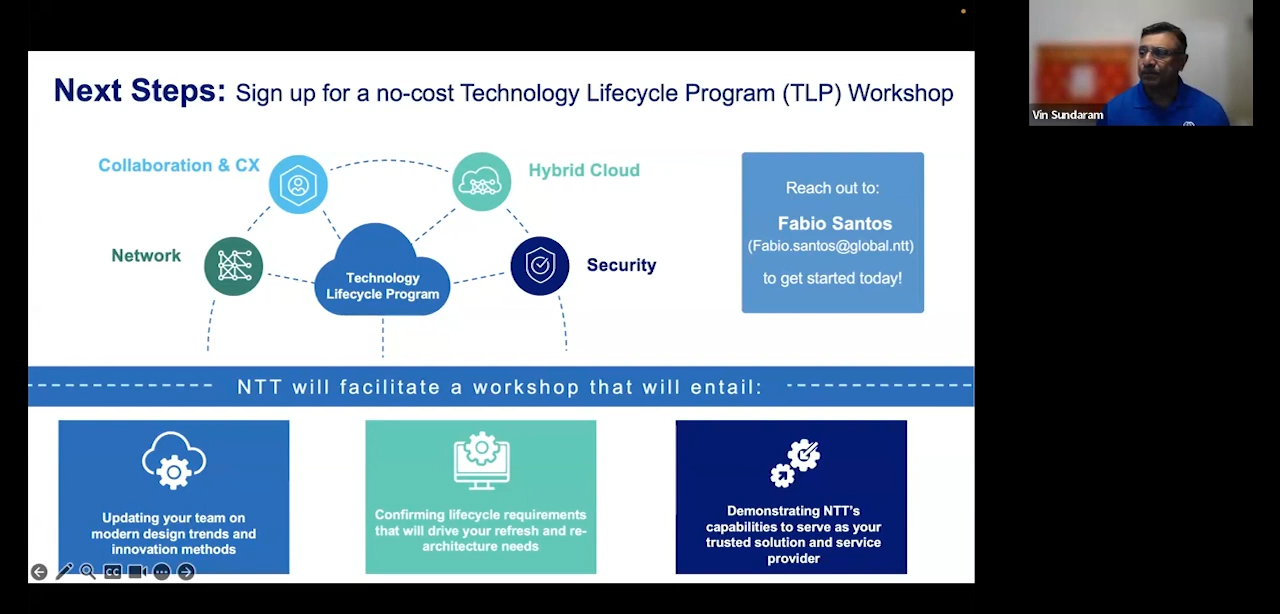 Next Steps: Sign up for a no-cost Technology Lifecycle Program (TLP) Workshop
Vin Sundaram
Collaboration & CX
Hybrid Cloud
Network
Security
Technology
Lifecycle Program
Reach out to:
Fabio Santos
(Fabio.santos@global.ntt)
to get started today!
NTT will facilitate a workshop that will entail:
Updating your team on
modern design trends and
innovation methods
Confirming lifecycle requirements
that will drive your refresh and re-
architecture needs
Demonstrating NTT's
capabilities to serve as your
trusted solution and service
provider
CC